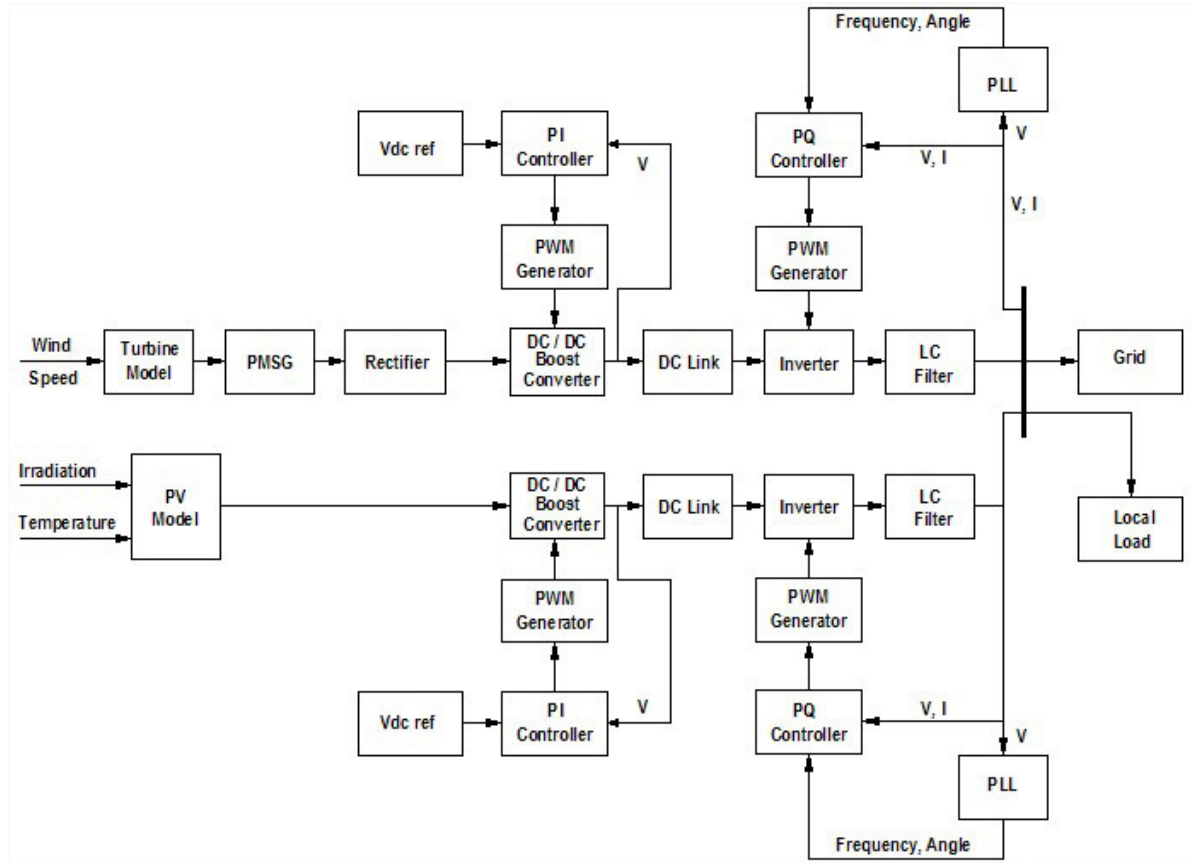 Frequency, Angle
PLL
V
Vdc ref
PI
Controller
V
PQ
Controller
V, I
V, I
PWM
Generator
PWM
Generator
Wind
Speed
Turbine
Model
PMSG
Rectifier
DC / DC
Boost
Converter
DC Link
Inverter
LC
Filter
Grid
Irradiation
Temperature
PV
Model
DC / DC
Boost
Converter
DC Link
Inverter
LC
Filter
Local
Load
PWM
Generator
PWM
Generator
Vdc ref
PI
Controller
V
PQ
Controller
V, I
V
PLL
Frequency, Angle